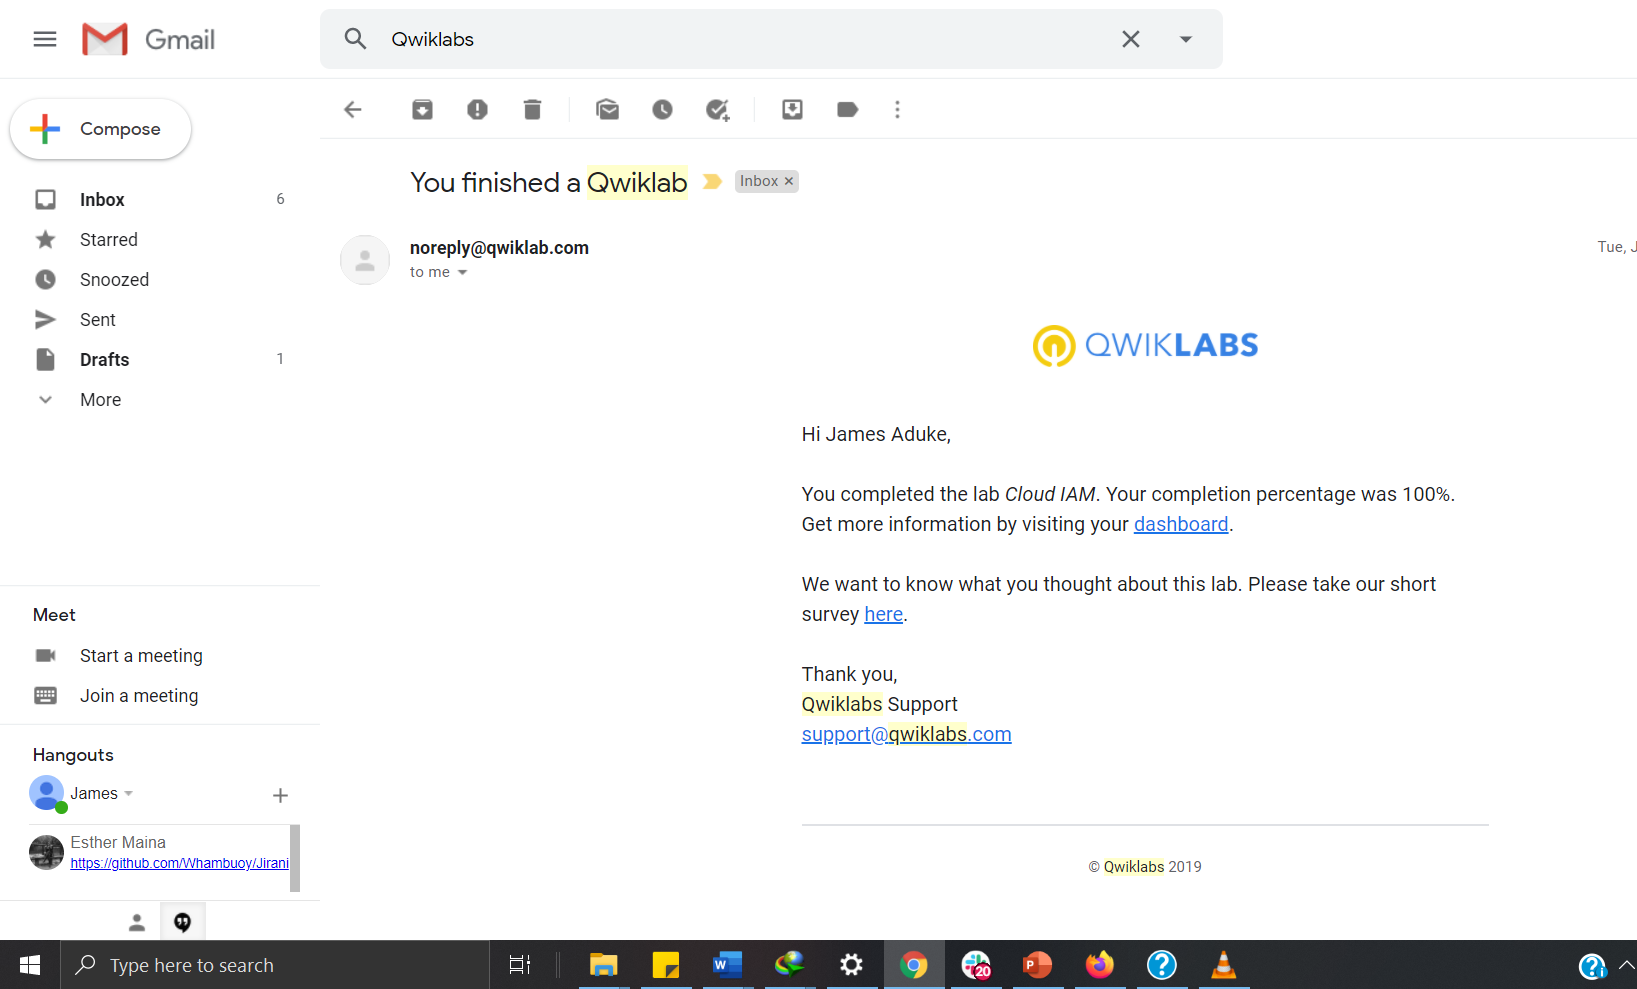 Gmail
Qwiklabs
Compose
Inbox 6
Starred
Snoozed
Sent
Drafts 1
More
You finished a Qwiklab Inbox ×
noreply@qwiklab.com
to me
Tue, J
QWIKLABS
Hi James Aduke,
You completed the lab Cloud IAM. Your completion percentage was 100%.
Get more information by visiting your dashboard.
We want to know what you thought about this lab. Please take our short
survey here.
Thank you,
Qwiklabs Support
support@qwiklabs.com
© Qwiklabs 2019
Meet
Start a meeting
Join a meeting
Hangouts
James
Esther Maina
https://github.com/Whambuoy/Jirani
Type here to search
W
20
P